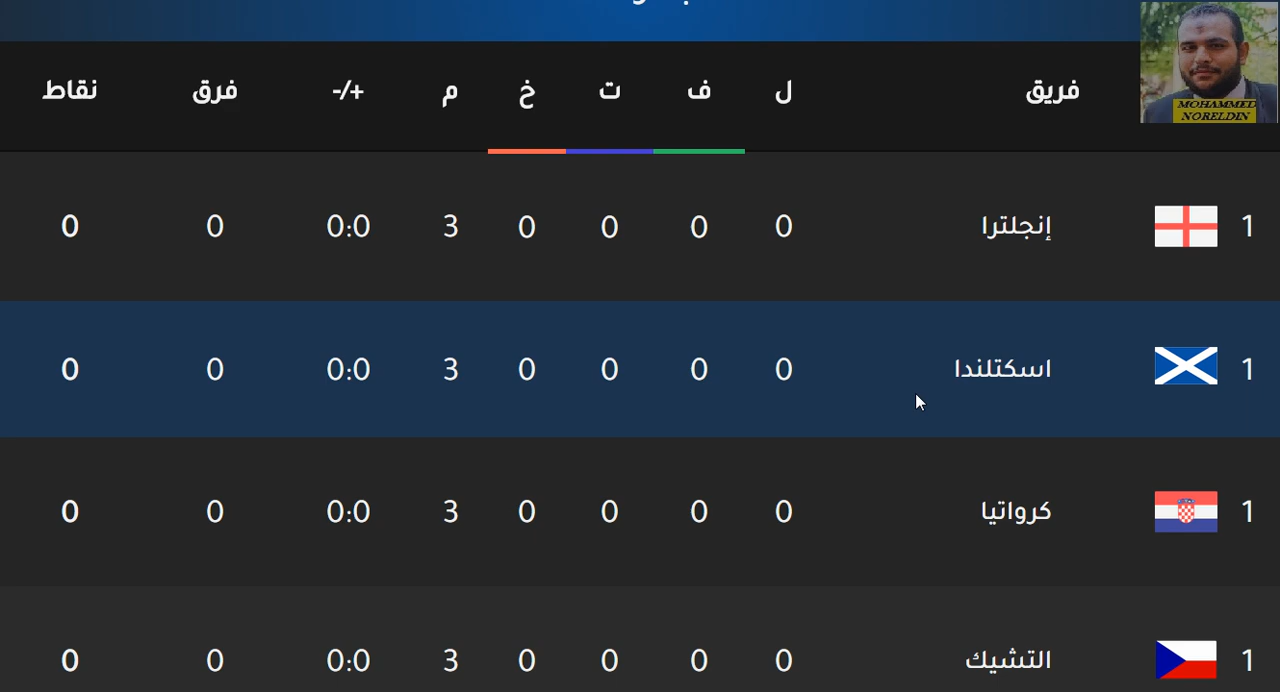 فريق ل ف ت خ م +/- فرق نقاط
MOHAMMED
NORELDIN
1 إنجلترا 0 0 0 0 3 0:0 0 0
1 اسكتلندا 0 0 0 0 3 0:0 0 0
1 كرواتيا 0 0 0 0 3 0:0 0 0
1 التشيك 0 0 0 0 3 0:0 0 0